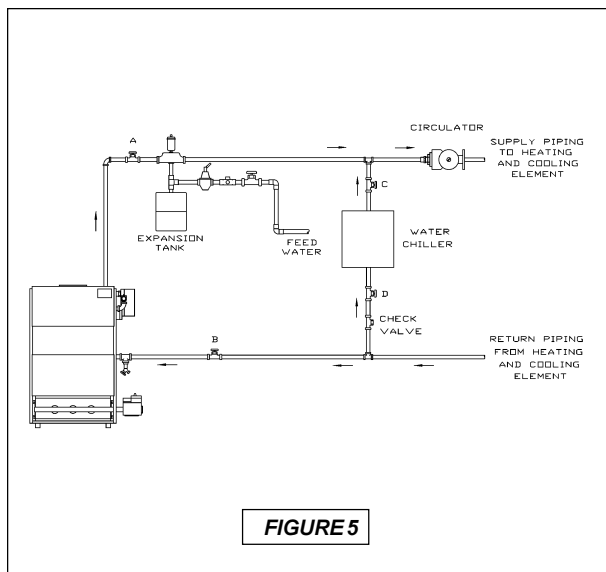 CIRCULATOR
A
SUPPLY PIPING
TO HEATING
AND COOLING
ELEMENT
C
EXPANSION
TANK
FEED
WATER
WATER
CHILLER
D
CHECK
VALVE
B
RETURN PIPING
FROM HEATING
AND COOLING
ELEMENT
FIGURE 5